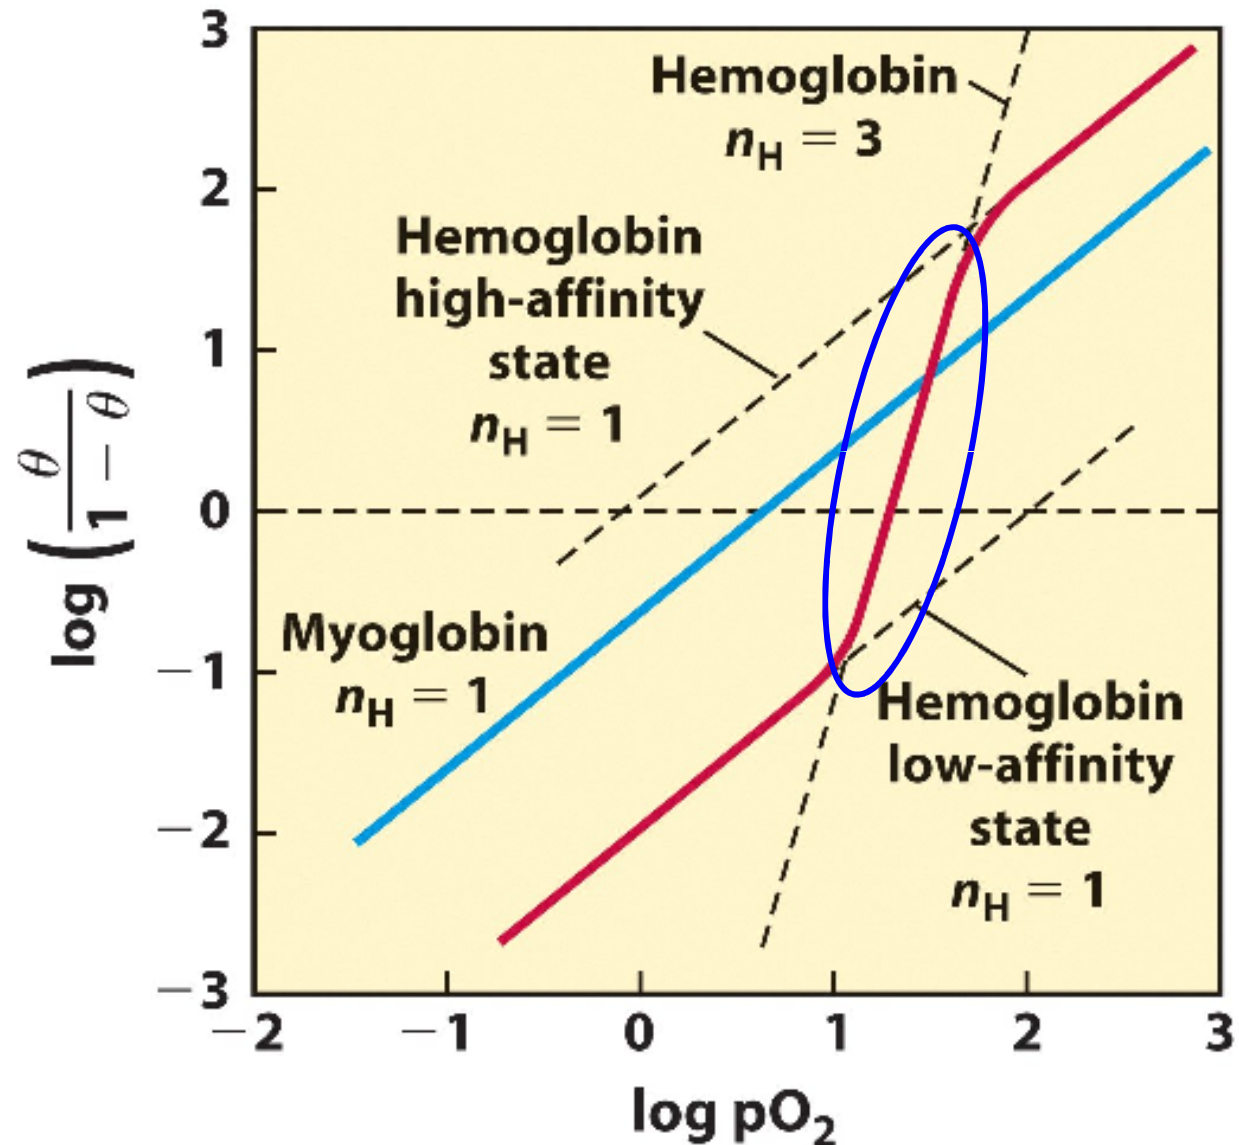 3
2
1
0
−1
−2
−3
log (θ / 1 − θ)
Hemoglobin
nH = 3
Hemoglobin
high-affinity
state
nH = 1
Myoglobin
nH = 1
Hemoglobin
low-affinity
state
nH = 1
−2 −1 0 1 2 3
log pO2